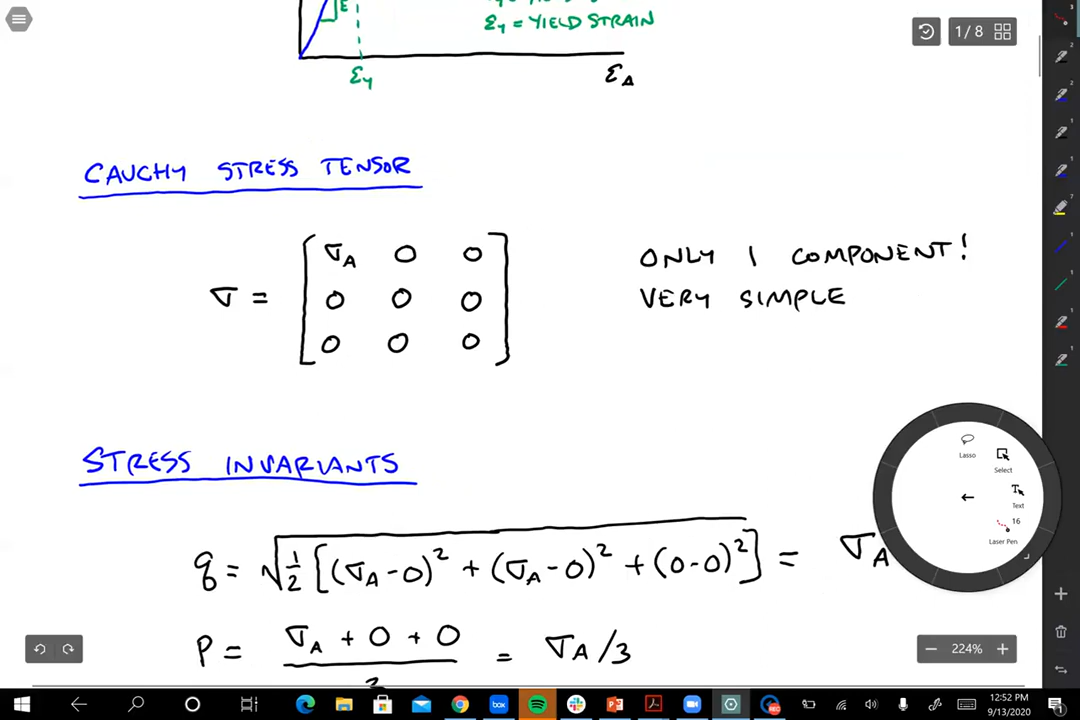 E
εy = YIELD STRAIN
εy
εA
1/8
CAUCHY STRESS TENSOR
σ = [ σA 0 0
0 0 0
0 0 0 ]
ONLY 1 COMPONENT!
VERY SIMPLE
STRESS INVARIANTS
q = √ 1/2 [(σA-0)² + (σA-0)² + (0-0)²] = σA
P = σA + 0 + 0 / 3 = σA/3
Lasso
Select
Text
16
Laser Pen
224%
box
12:52 PM
9/13/2020